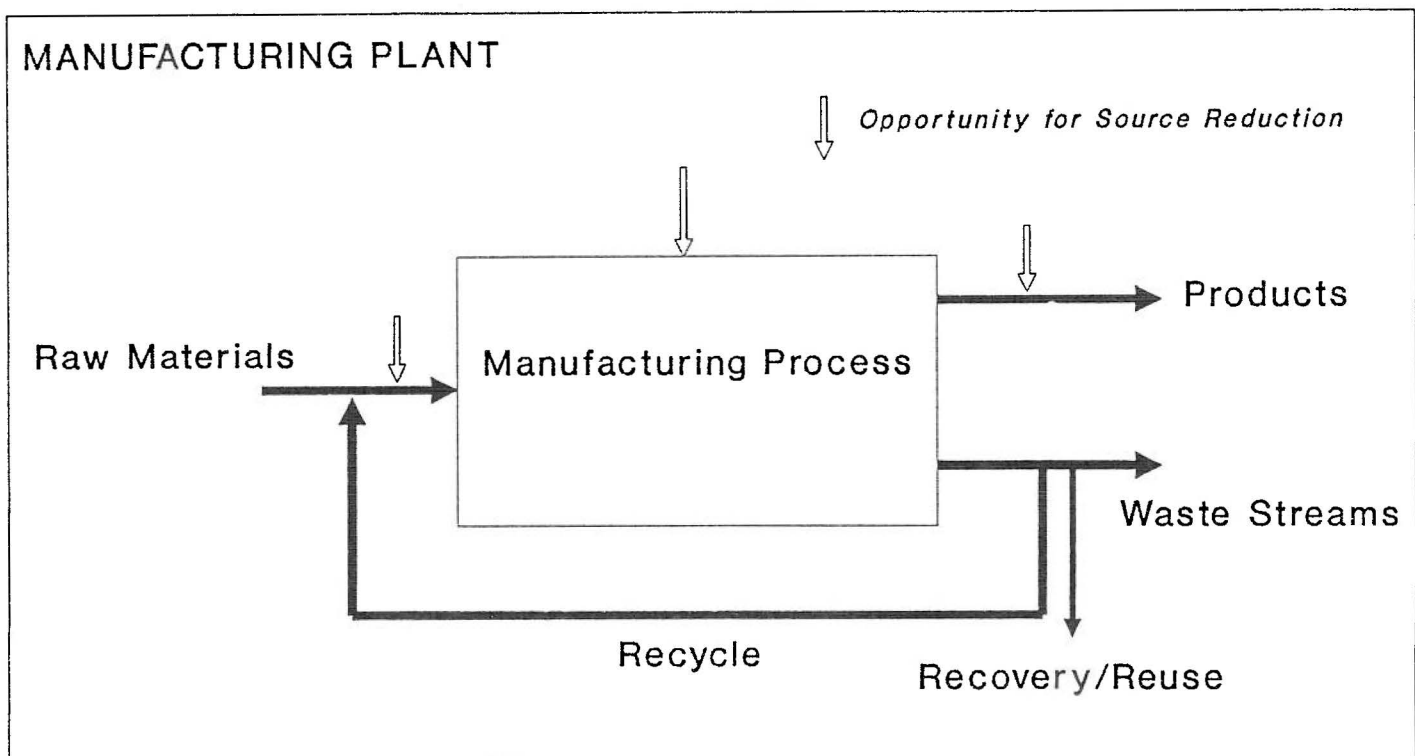 MANUFACTURING PLANT
Opportunity for Source Reduction
Products
Raw Materials
Manufacturing Process
Waste Streams
Recycle
Recovery/Reuse